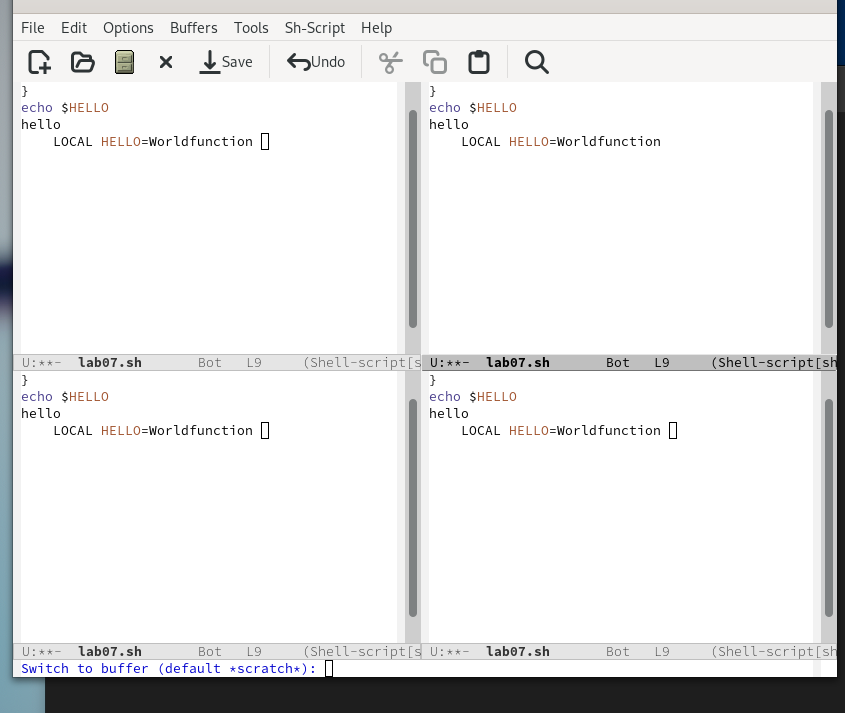 File Edit Options Buffers Tools Sh-Script Help
Save Undo
}
echo $HELLO
hello
LOCAL HELLO=Worldfunction
U:**- lab07.sh Bot L9 (Shell-script[s
}
echo $HELLO
hello
LOCAL HELLO=Worldfunction
U:**- lab07.sh Bot L9 (Shell-script[sh
}
echo $HELLO
hello
LOCAL HELLO=Worldfunction
U:**- lab07.sh Bot L9 (Shell-script[s
}
echo $HELLO
hello
LOCAL HELLO=Worldfunction
U:**- lab07.sh Bot L9 (Shell-script[sh
Switch to buffer (default *scratch*):